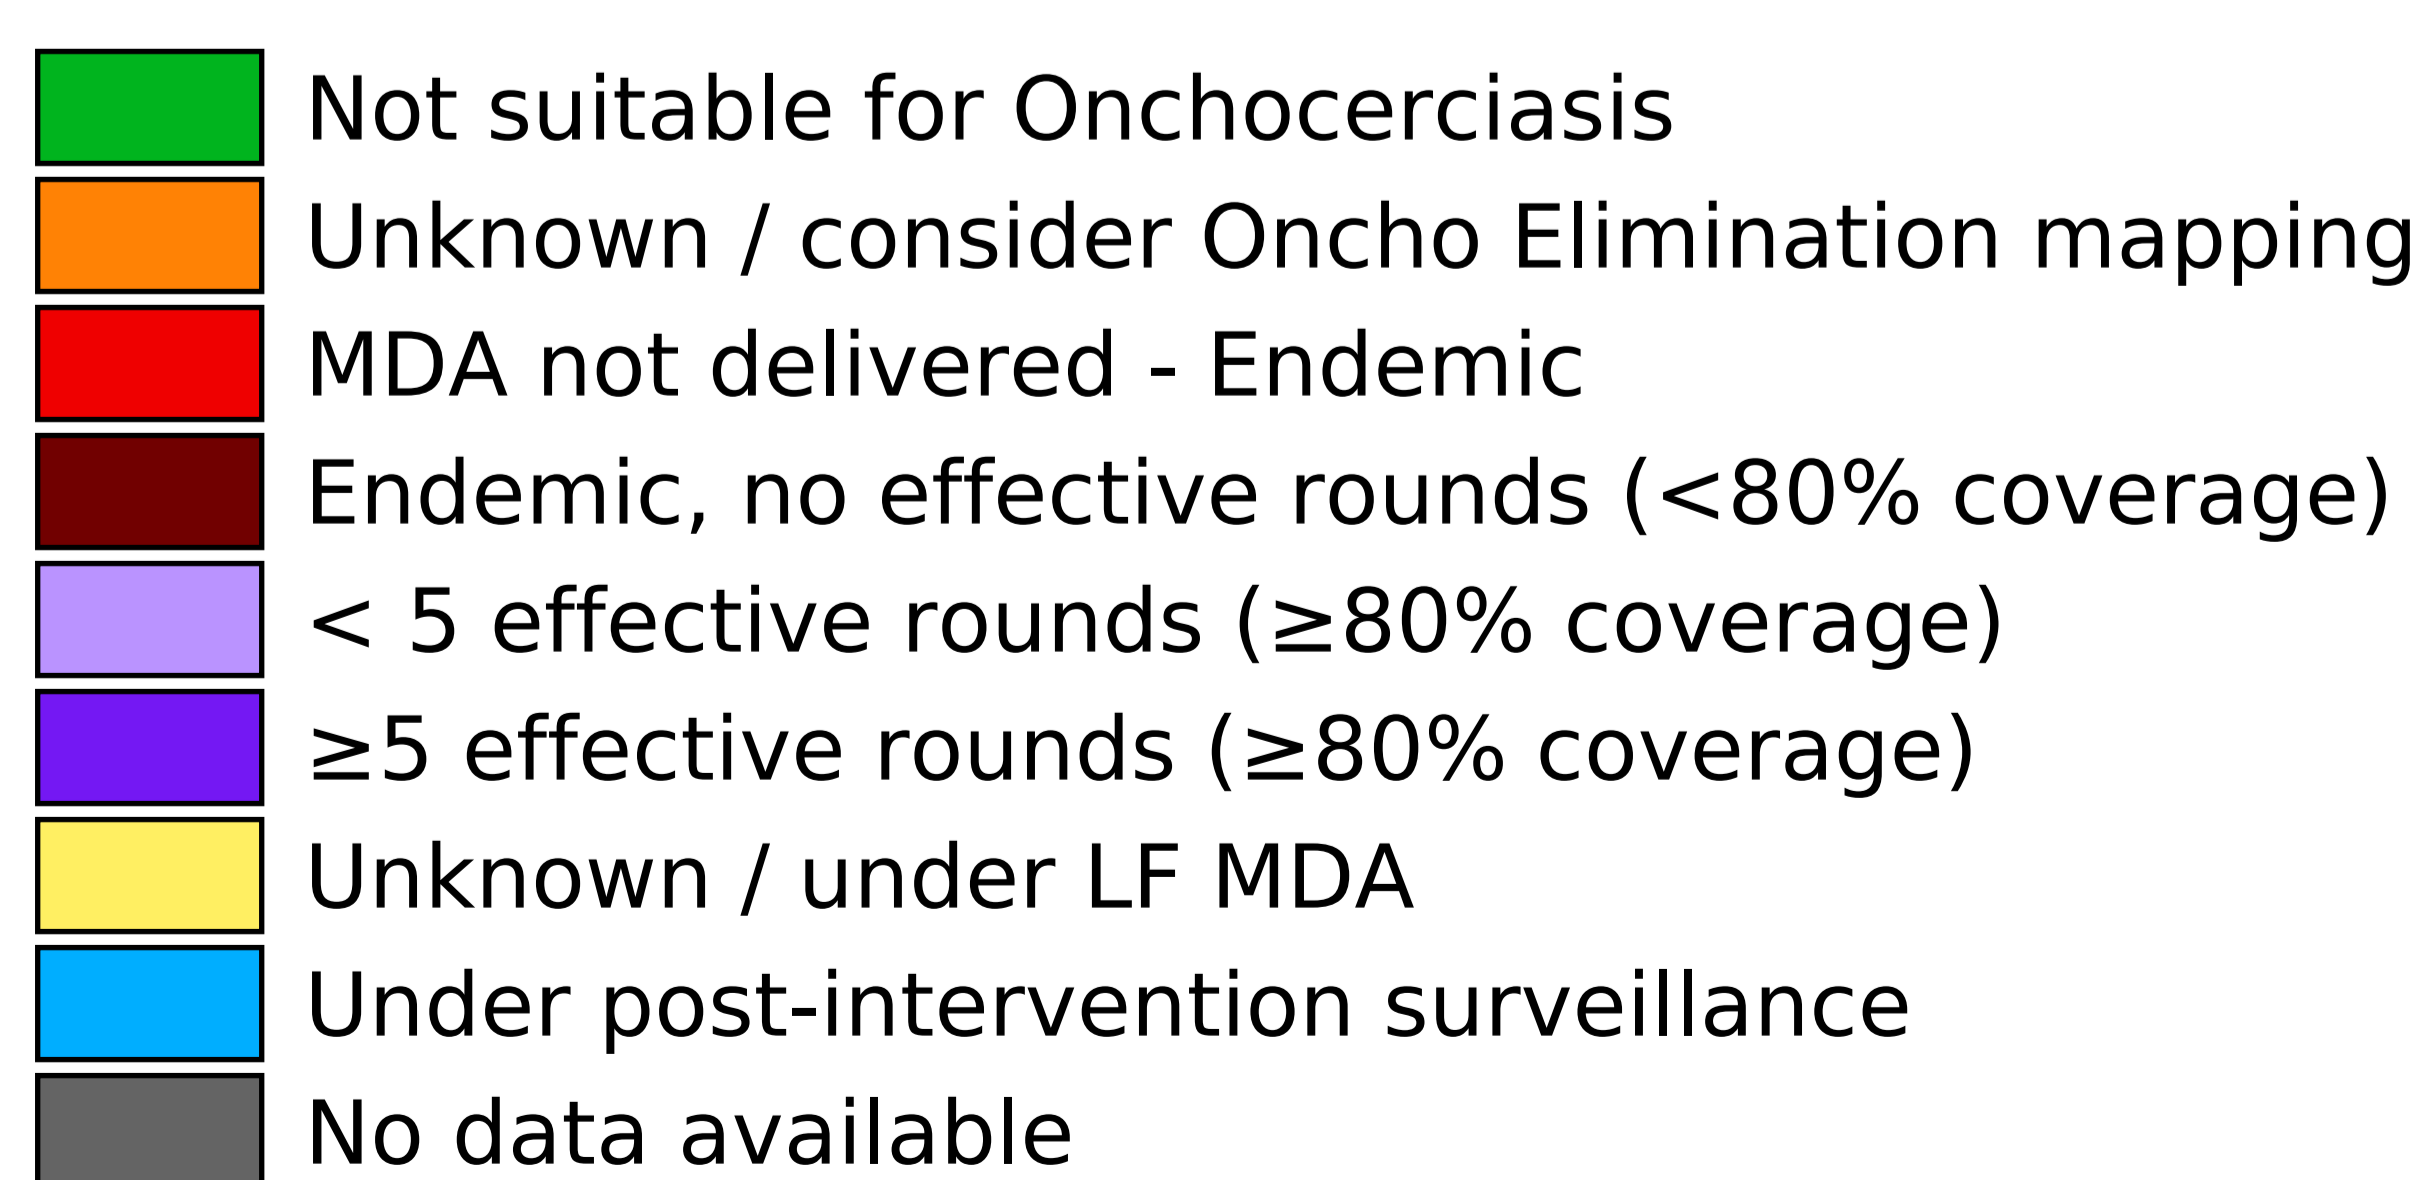 Not suitable for Onchocerciasis
Unknown / consider Oncho Elimination mapping
MDA not delivered - Endemic
Endemic, no effective rounds (<80% coverage)
< 5 effective rounds (≥80% coverage)
≥5 effective rounds (≥80% coverage)
Unknown / under LF MDA
Under post-intervention surveillance
No data available